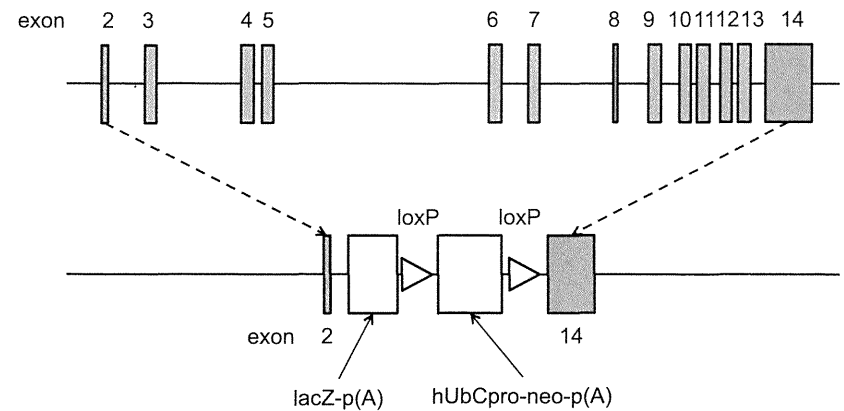 exon 2 3 4 5 6 7 8 9 10 11 12 13 14
loxP loxP
exon 2 14
lacZ-p(A) hUbCpro-neo-p(A)